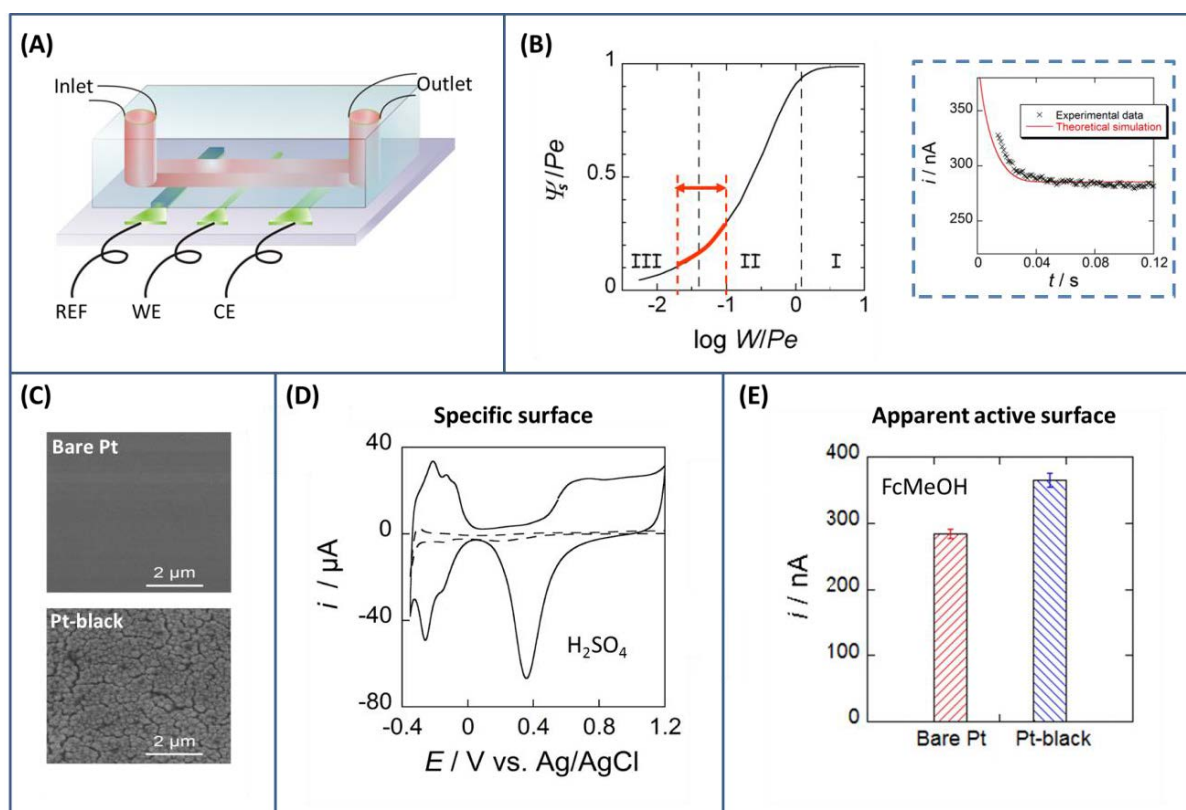 (A)
Inlet
Outlet
REF
WE
CE
(B)
Ψs/Pe
1
0.5
0
III
II
I
-2
-1
0
1
log W/Pe
i / nA
350
300
250
× Experimental data
Theoretical simulation
0
0.04
0.08
0.12
t / s
(C)
Bare Pt
2 µm
Pt-black
2 µm
(D)
Specific surface
i / µA
40
0
-40
-80
H₂SO₄
-0.4
0
0.4
0.8
1.2
E / V vs. Ag/AgCl
(E)
Apparent active surface
i / nA
400
300
200
100
0
FcMeOH
Bare Pt
Pt-black